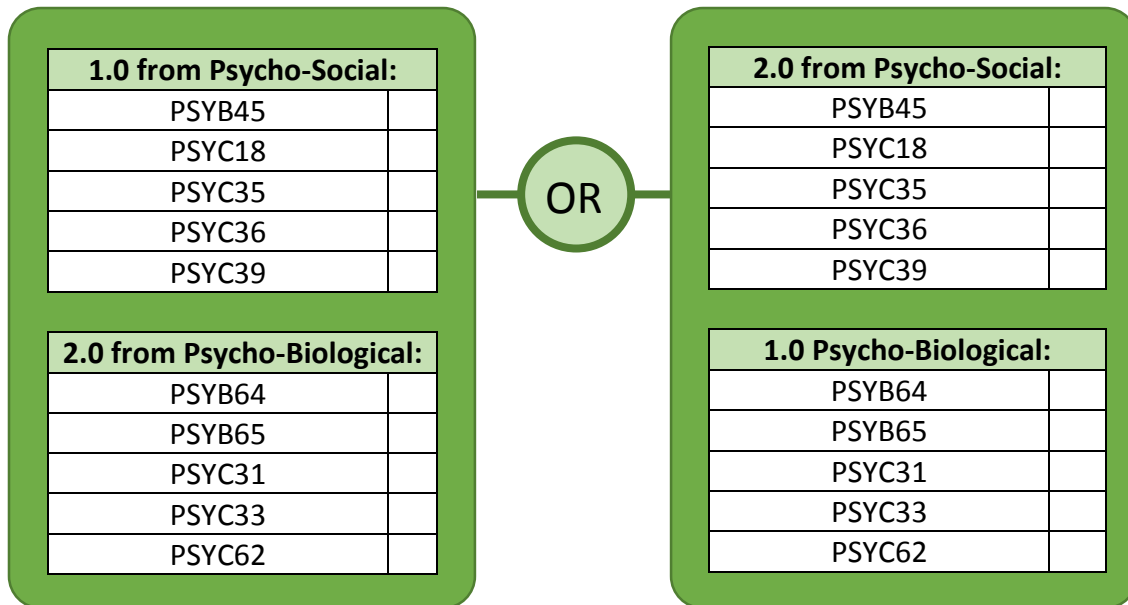 1.0 from Psycho-Social:
PSYB45
PSYC18
PSYC35
PSYC36
PSYC39
2.0 from Psycho-Biological:
PSYB64
PSYB65
PSYC31
PSYC33
PSYC62
OR
2.0 from Psycho-Social:
PSYB45
PSYC18
PSYC35
PSYC36
PSYC39
1.0 Psycho-Biological:
PSYB64
PSYB65
PSYC31
PSYC33
PSYC62